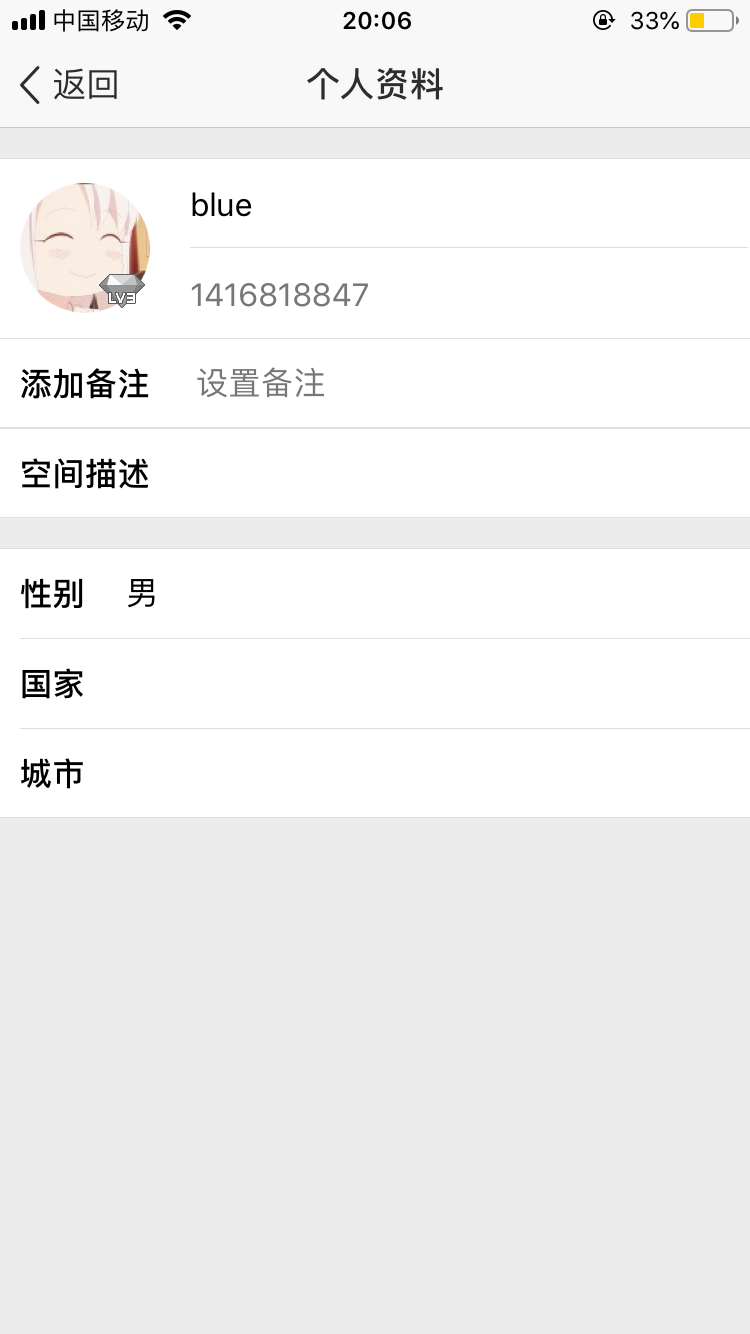 中国移动 20:06 33%
返回 个人资料
blue
LV3
1416818847
添加备注 设置备注
空间描述
性别 男
国家
城市